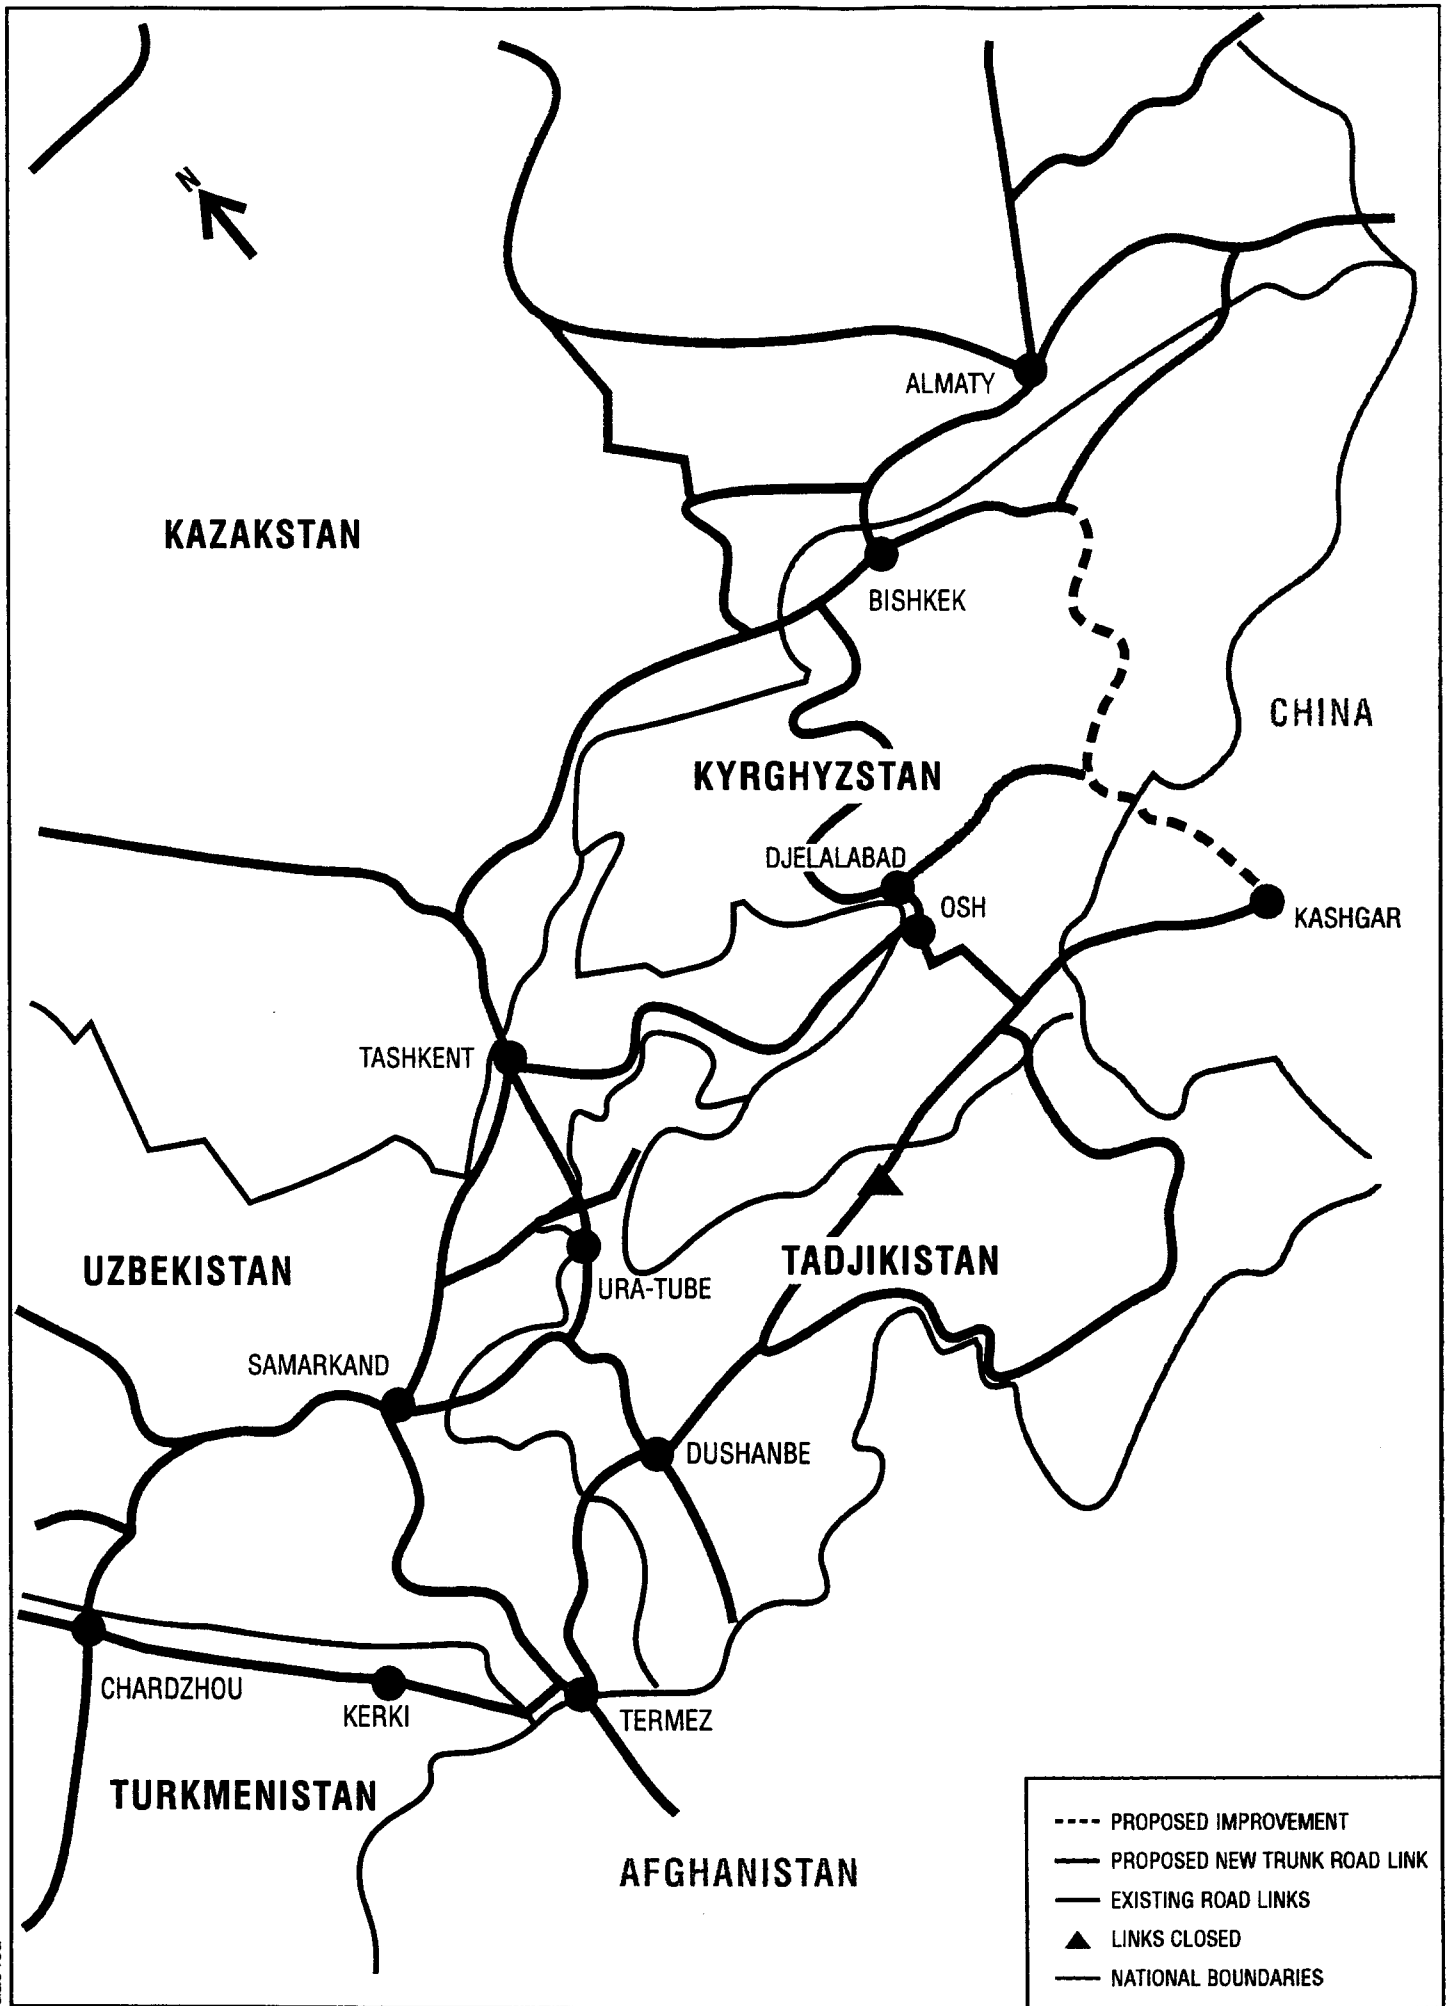 N
ALMATY
KAZAKSTAN
BISHKEK
CHINA
KYRGHYZSTAN
DJELALABAD
OSH
KASHGAR
TASHKENT
UZBEKISTAN
TADJIKISTAN
URA-TUBE
SAMARKAND
DUSHANBE
CHARDZHOU
KERKI
TERMEZ
TURKMENISTAN
AFGHANISTAN
PROPOSED IMPROVEMENT
PROPOSED NEW TRUNK ROAD LINK
EXISTING ROAD LINKS
LINKS CLOSED
NATIONAL BOUNDARIES